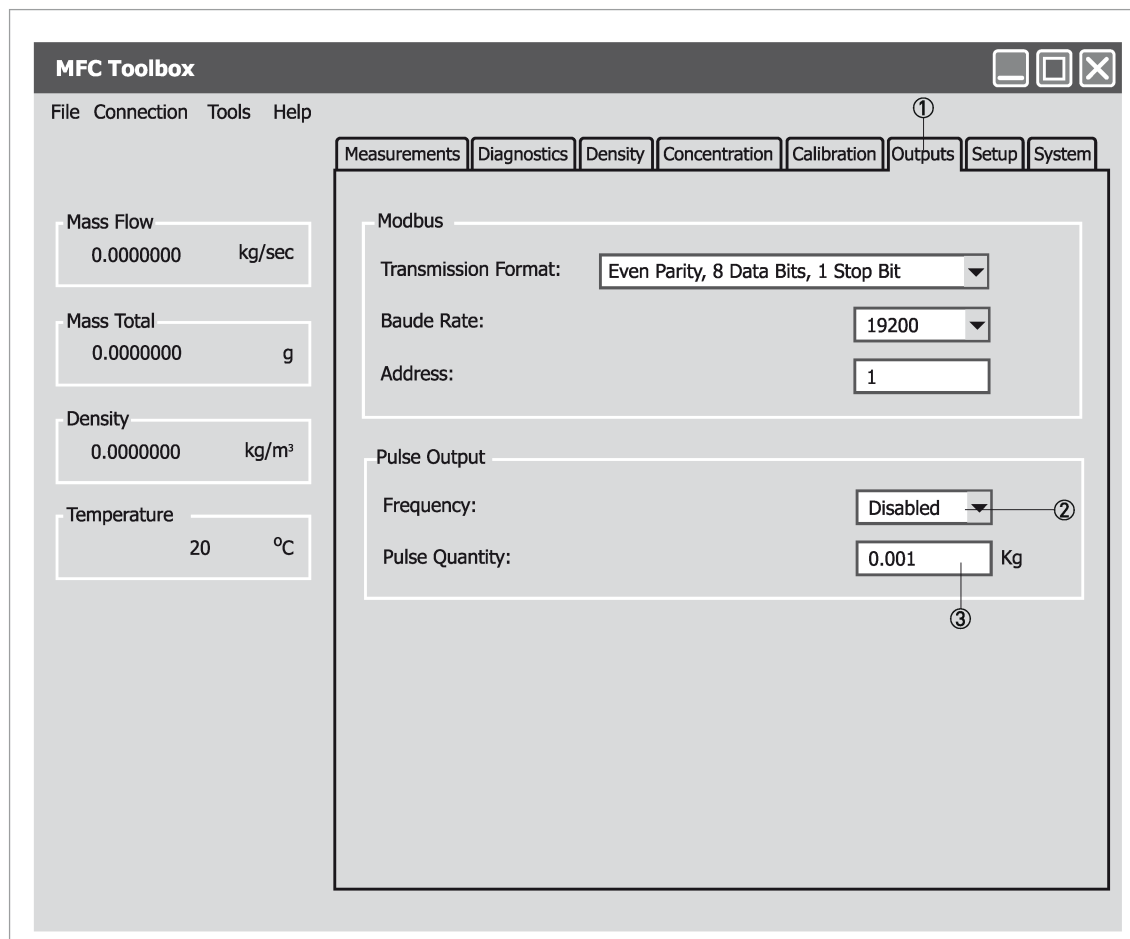 MFC Toolbox
File Connection Tools Help
①
Measurements Diagnostics Density Concentration Calibration Outputs Setup System
Mass Flow
0.0000000 kg/sec
Mass Total
0.0000000 g
Density
0.0000000 kg/m³
Temperature
20 °C
Modbus
Transmission Format: Even Parity, 8 Data Bits, 1 Stop Bit
Baude Rate: 19200
Address: 1
Pulse Output
Frequency: Disabled ②
Pulse Quantity: 0.001 Kg
③